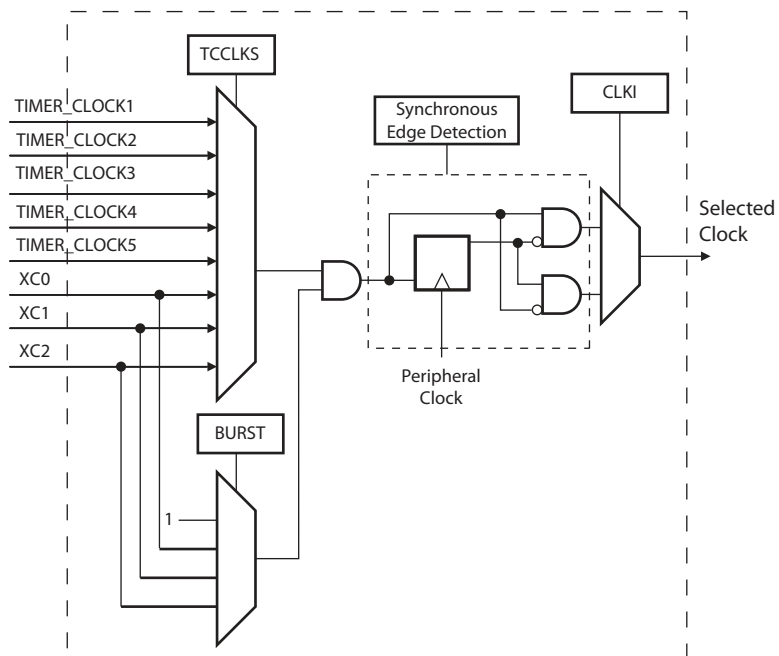 TCCLKS
TIMER_CLOCK1
TIMER_CLOCK2
TIMER_CLOCK3
TIMER_CLOCK4
TIMER_CLOCK5
XC0
XC1
XC2
Synchronous
Edge Detection
CLKI
Selected
Clock
Peripheral
Clock
BURST
1